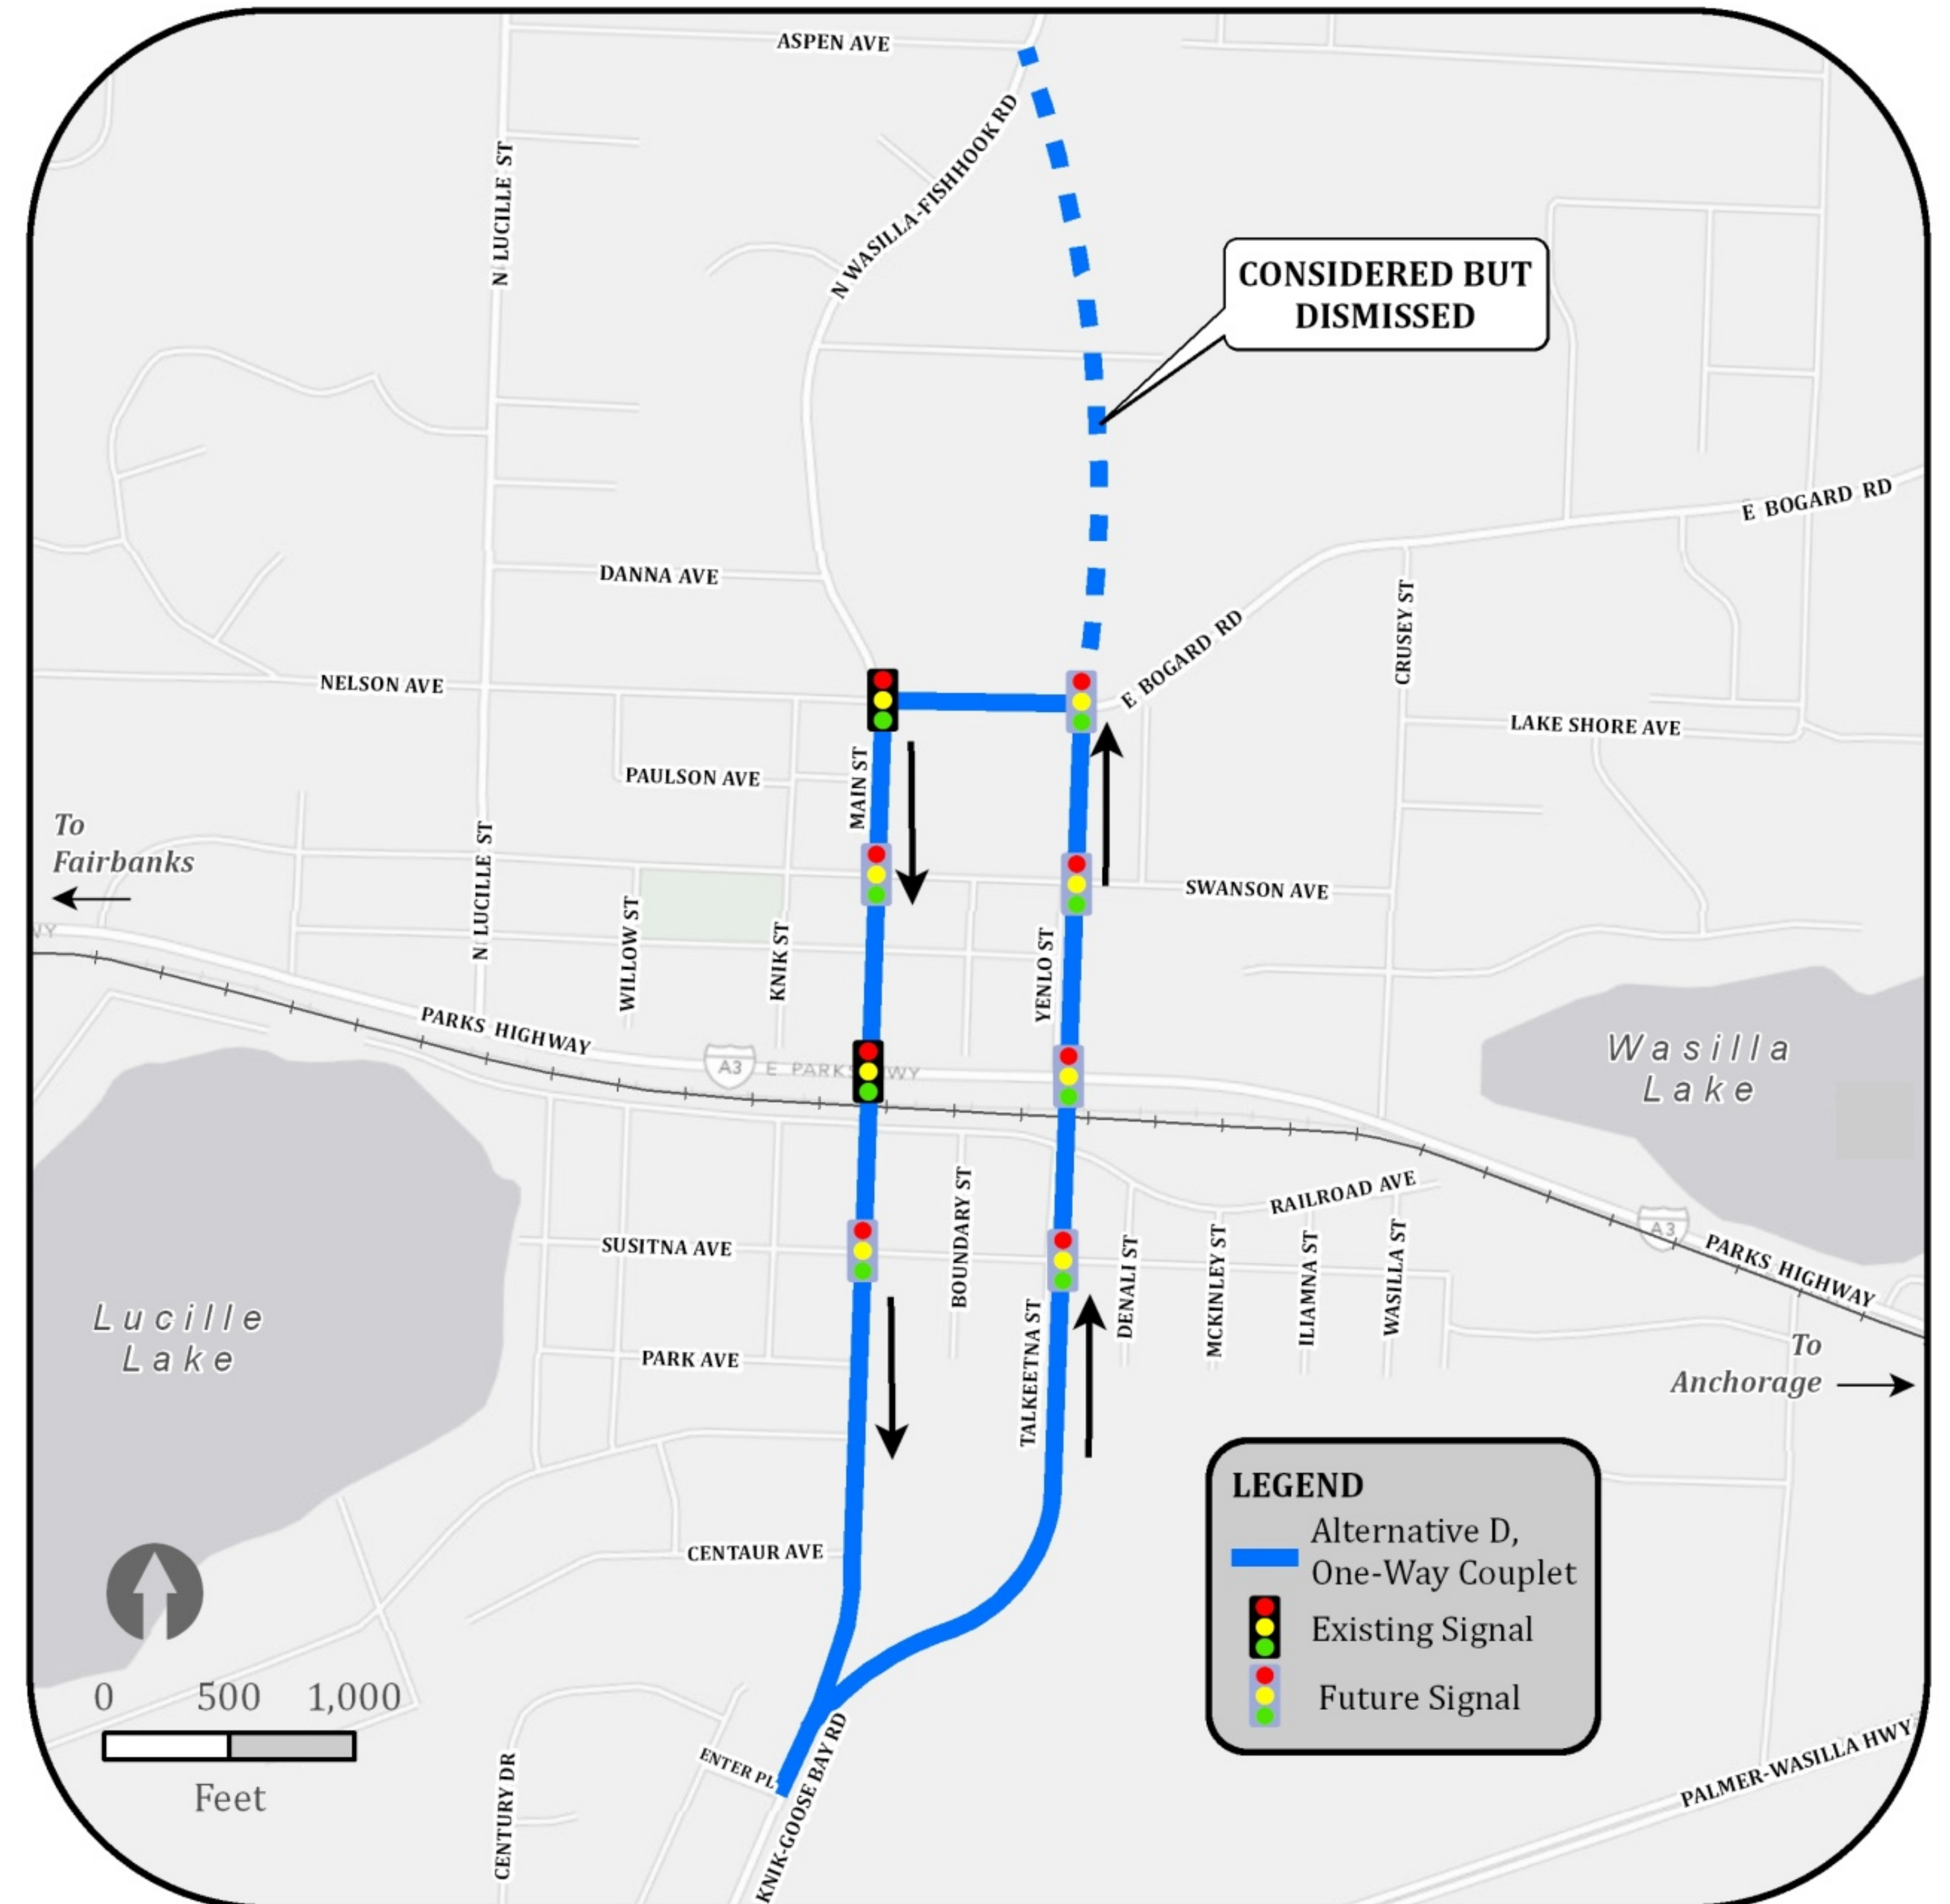 ASPEN AVE
N LUCILLE ST
N WASILLA-FISHHOOK RD
CONSIDERED BUT
DISMISSED
E BOGARD RD
DANNA AVE
CRUSEY ST
E BOGARD RD
NELSON AVE
LAKE SHORE AVE
PAULSON AVE
MAIN ST
To
Fairbanks
N LUCILLE ST
SWANSON AVE
WILLOW ST
KNIK ST
YENLO ST
WY
PARKS HIGHWAY
A3
E PARKS WY
Wasilla
Lake
BOUNDARY ST
RAILROAD AVE
SUSITNA AVE
DENALI ST
MCKINLEY ST
ILIAMNA ST
WASILLA ST
A3
PARKS HIGHWAY
Lucille
Lake
TALKEETNA ST
PARK AVE
To
Anchorage
CENTAUR AVE
LEGEND
Alternative D,
One-Way Couplet
Existing Signal
Future Signal
0 500 1,000
Feet
ENTER PL
KNIK-GOOSE BAY RD
CENTURY DR
PALMER-WASILLA HWY